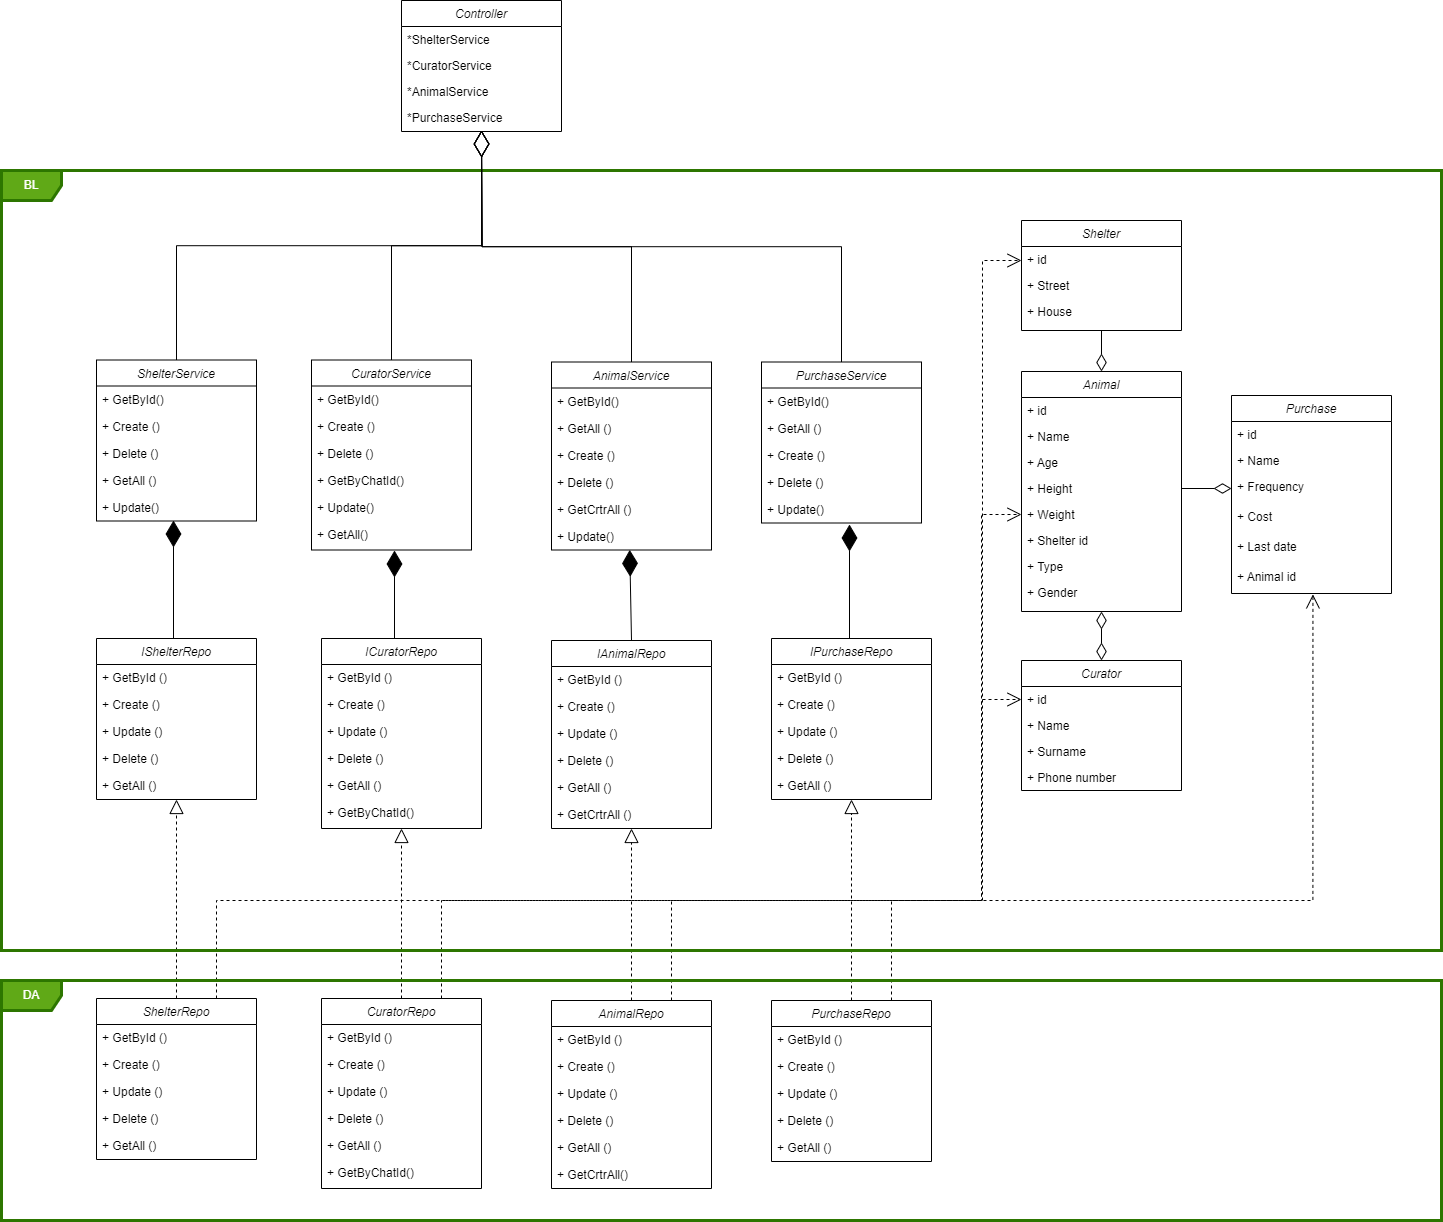 Controller
*ShelterService
*CuratorService
*AnimalService
*PurchaseService
BL
ShelterService
+ GetById()
+ Create ()
+ Delete ()
+ GetAll ()
+ Update()
CuratorService
+ GetById()
+ Create ()
+ Delete ()
+ GetByChatId()
+ Update()
+ GetAll()
AnimalService
+ GetById()
+ GetAll ()
+ Create ()
+ Delete ()
+ GetCrtrAll ()
+ Update()
PurchaseService
+ GetById()
+ GetAll ()
+ Create ()
+ Delete ()
+ Update()
Shelter
+ id
+ Street
+ House
Animal
+ id
+ Name
+ Age
+ Height
+ Weight
+ Shelter id
+ Type
+ Gender
Purchase
+ id
+ Name
+ Frequency
+ Cost
+ Last date
+ Animal id
Curator
+ id
+ Name
+ Surname
+ Phone number
IShelterRepo
+ GetById ()
+ Create ()
+ Update ()
+ Delete ()
+ GetAll ()
ICuratorRepo
+ GetById ()
+ Create ()
+ Update ()
+ Delete ()
+ GetAll ()
+ GetByChatId()
IAnimalRepo
+ GetById ()
+ Create ()
+ Update ()
+ Delete ()
+ GetAll ()
+ GetCrtrAll ()
IPurchaseRepo
+ GetById ()
+ Create ()
+ Update ()
+ Delete ()
+ GetAll ()
DA
ShelterRepo
+ GetById ()
+ Create ()
+ Update ()
+ Delete ()
+ GetAll ()
CuratorRepo
+ GetById ()
+ Create ()
+ Update ()
+ Delete ()
+ GetAll ()
+ GetByChatId()
AnimalRepo
+ GetById ()
+ Create ()
+ Update ()
+ Delete ()
+ GetAll ()
+ GetCrtrAll()
PurchaseRepo
+ GetById ()
+ Create ()
+ Update ()
+ Delete ()
+ GetAll ()